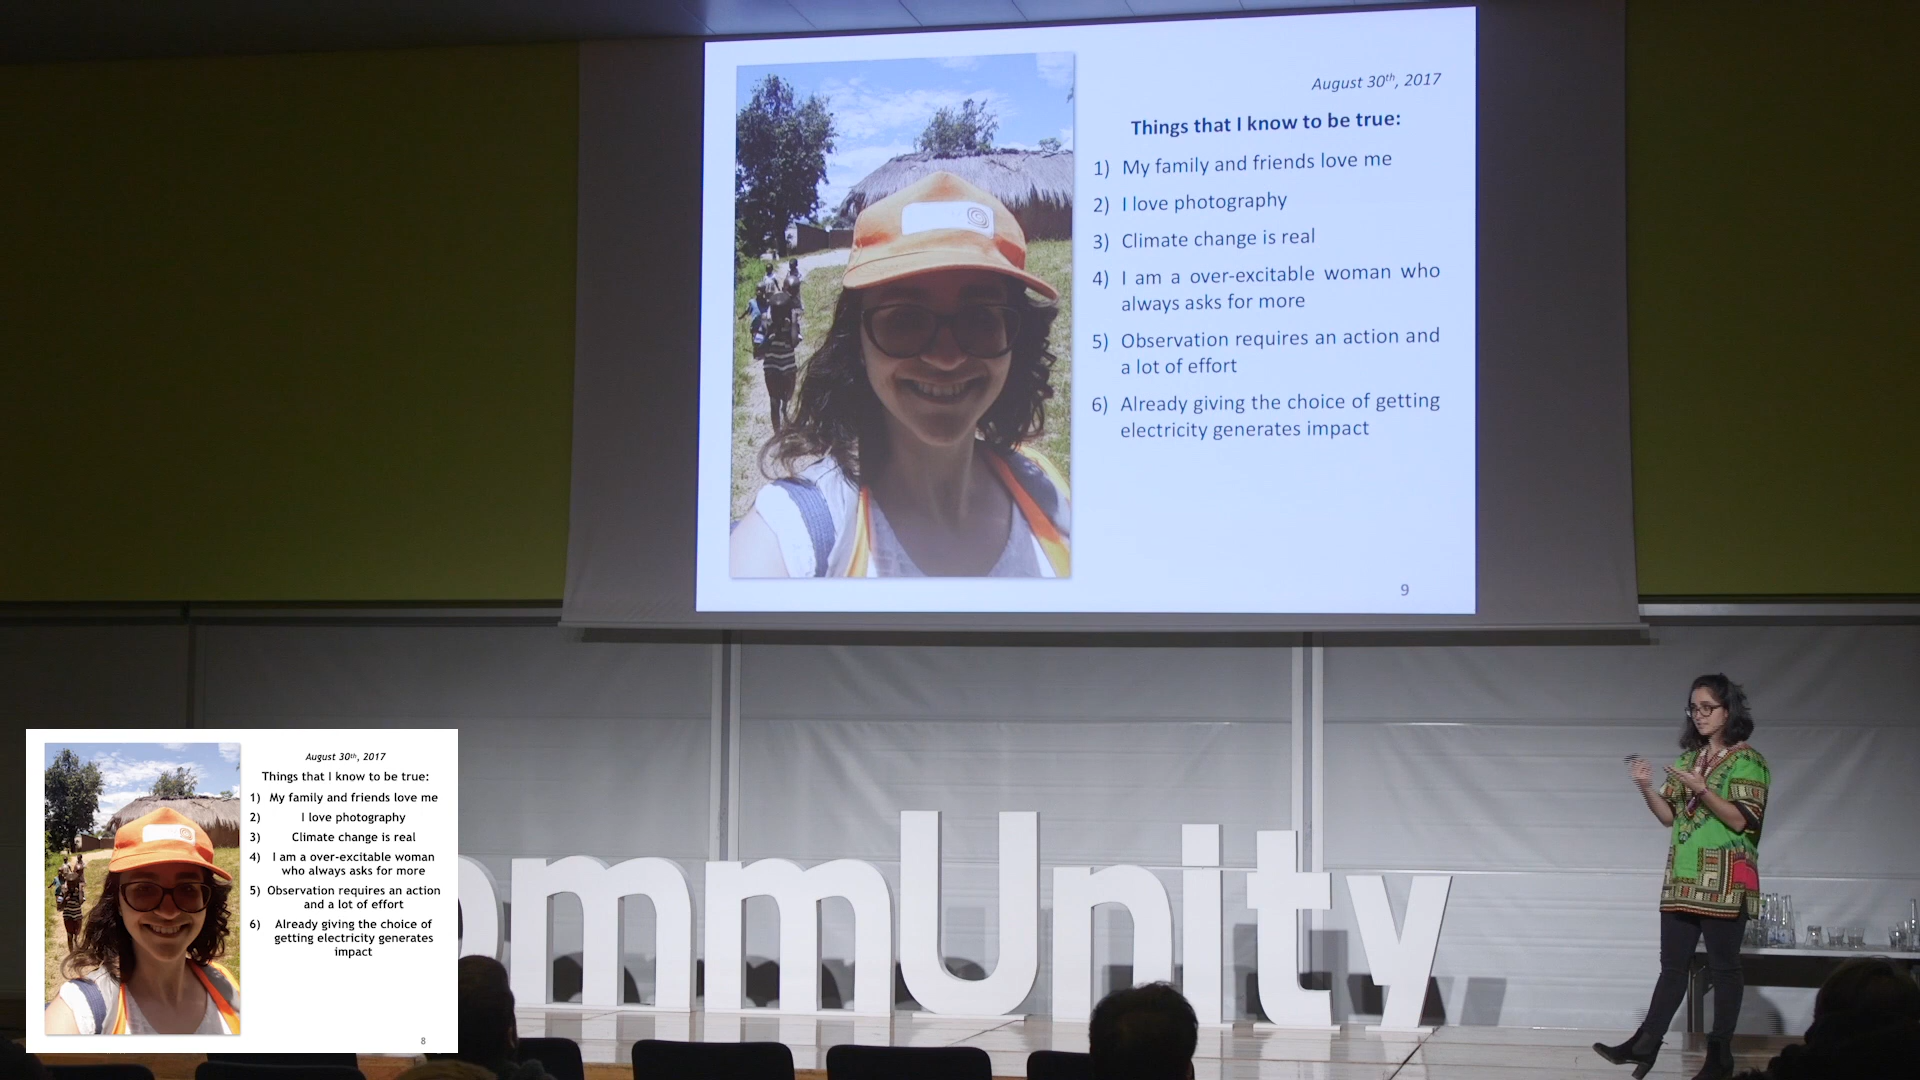 August 30th, 2017
Things that I know to be true:
1) My family and friends love me
2) I love photography
3) Climate change is real
4) I am a over-excitable woman who
always asks for more
5) Observation requires an action and
a lot of effort
6) Already giving the choice of getting
electricity generates impact
9
August 30th, 2017
Things that I know to be true:
1) My family and friends love me
2) I love photography
3) Climate change is real
4) I am a over-excitable woman
who always asks for more
5) Observation requires an action
and a lot of effort
6) Already giving the choice of
getting electricity generates
impact
8
ommUnity